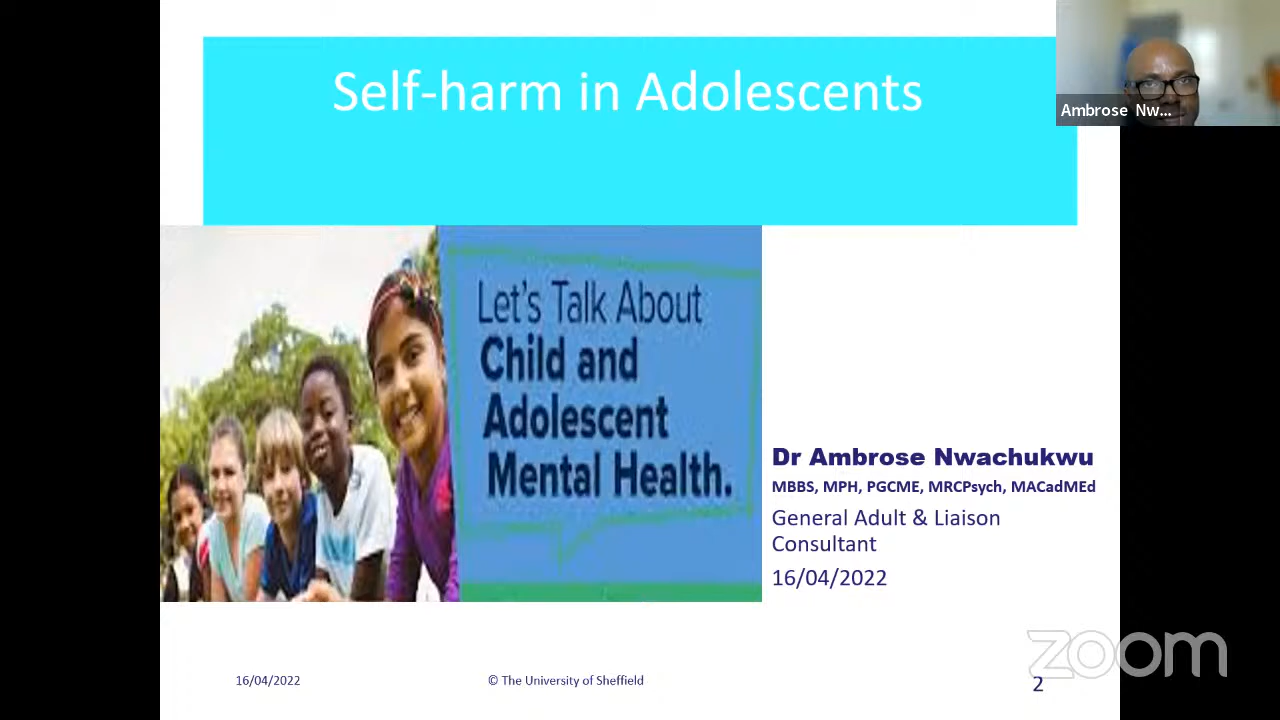 Self-harm in Adolescents
Ambrose Nw...
Let's Talk About
Child and
Adolescent
Mental Health.
Dr Ambrose Nwachukwu
MBBS, MPH, PGCME, MRCPsych, MACadMEd
General Adult & Liaison
Consultant
16/04/2022
zoom
16/04/2022
© The University of Sheffield
2